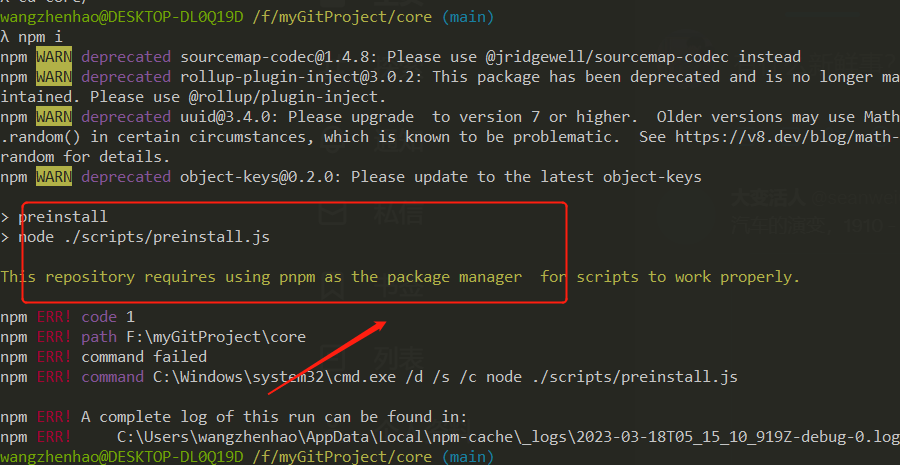 wangzhenhao@DESKTOP-DL0Q19D /f/myGitProject/core (main)
λ npm i
npm WARN deprecated sourcemap-codec@1.4.8: Please use @jridgewell/sourcemap-codec instead
npm WARN deprecated rollup-plugin-inject@3.0.2: This package has been deprecated and is no longer ma
intained. Please use @rollup/plugin-inject.
npm WARN deprecated uuid@3.4.0: Please upgrade  to version 7 or higher.  Older versions may use Math
.random() in certain circumstances, which is known to be problematic.  See https://v8.dev/blog/math-
random for details.
npm WARN deprecated object-keys@0.2.0: Please update to the latest object-keys
私信
> preinstall
> node ./scripts/preinstall.js
This repository requires using pnpm as the package manager  for scripts to work properly.
npm ERR! code 1
npm ERR! path F:\myGitProject\core
npm ERR! command failed
列表
npm ERR! command C:\Windows\system32\cmd.exe /d /s /c node ./scripts/preinstall.js
npm ERR! A complete log of this run can be found in:
npm ERR!     C:\Users\wangzhenhao\AppData\Local\npm-cache\_logs\2023-03-18T05_15_10_919Z-debug-0.log
wangzhenhao@DESKTOP-DL0Q19D /f/myGitProject/core (main)